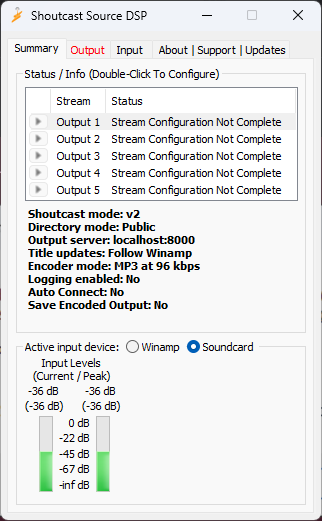 Shoutcast Source DSP
Summary Output Input About | Support | Updates
Status / Info (Double-Click To Configure)
Stream Status
Output 1 Stream Configuration Not Complete
Output 2 Stream Configuration Not Complete
Output 3 Stream Configuration Not Complete
Output 4 Stream Configuration Not Complete
Output 5 Stream Configuration Not Complete
Shoutcast mode: v2
Directory mode: Public
Output server: localhost:8000
Title updates: Follow Winamp
Encoder mode: MP3 at 96 kbps
Logging enabled: No
Auto Connect: No
Save Encoded Output: No
Active input device: Winamp Soundcard
Input Levels
(Current / Peak)
-36 dB -36 dB
(-36 dB) (-36 dB)
0 dB
-22 dB
-45 dB
-67 dB
-inf dB